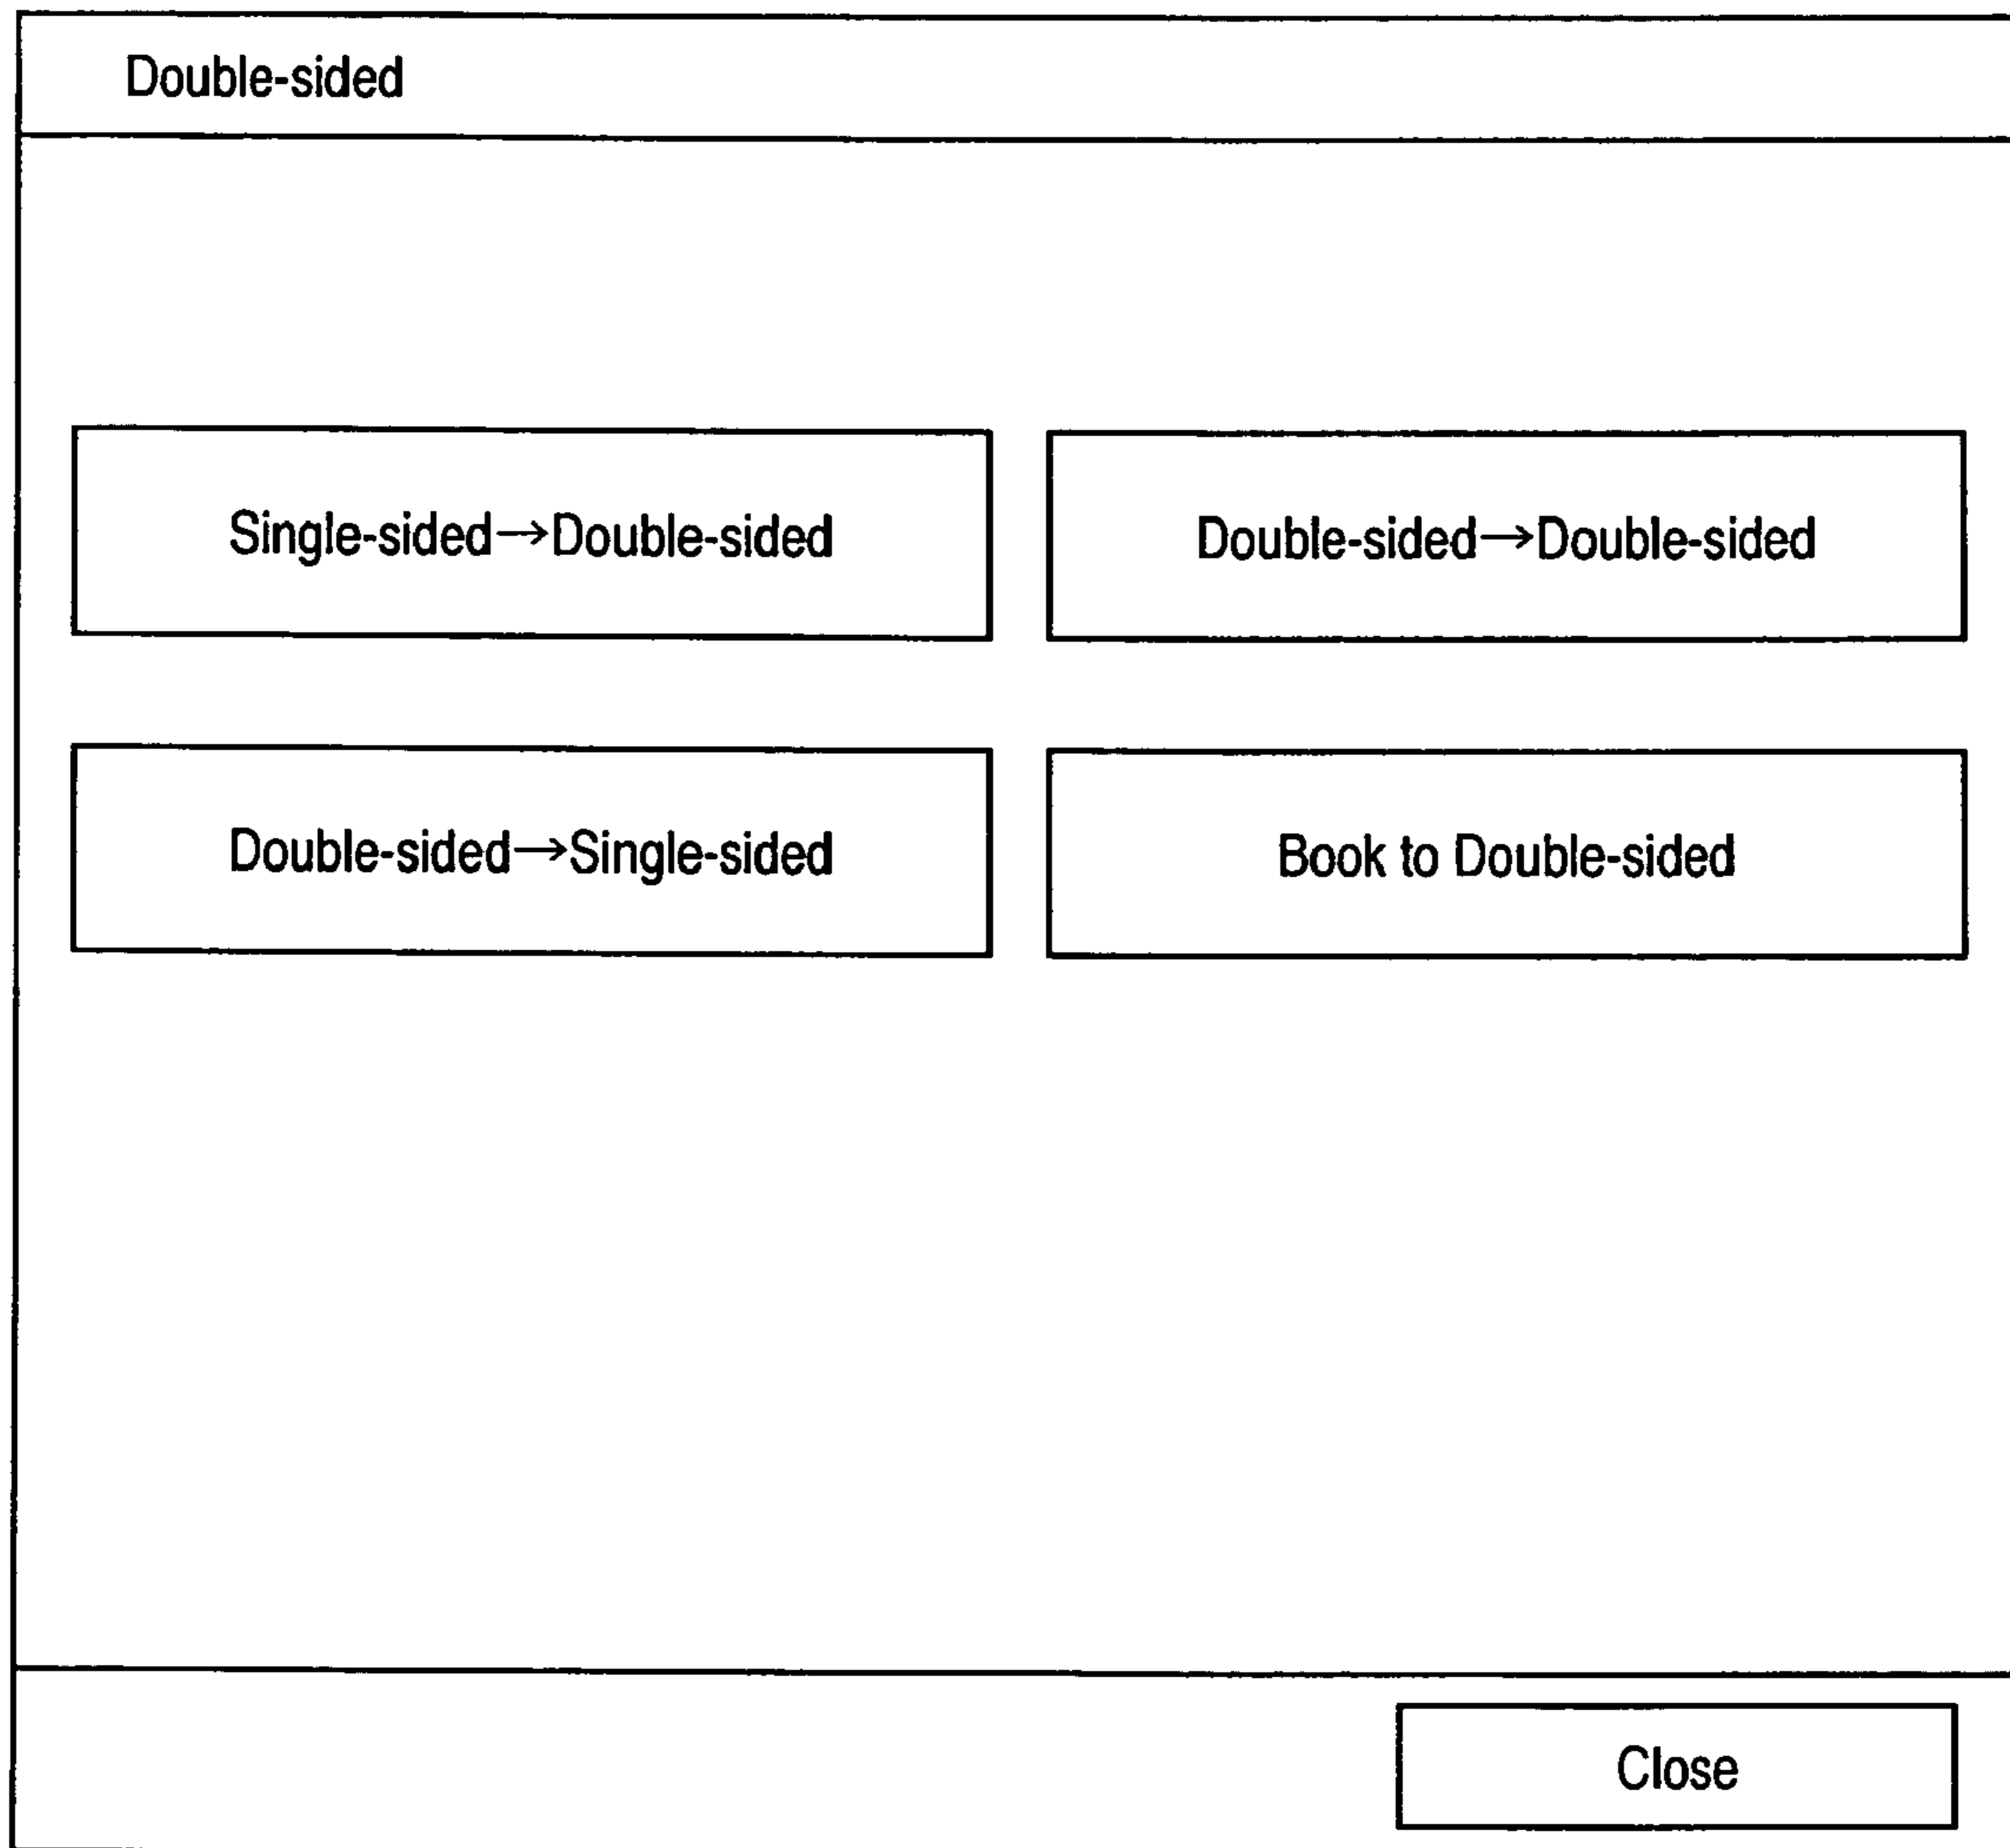 Double-sided
Single-sided→Double-sided
Double-sided→Double-sided
Double-sided→Single-sided
Book to Double-sided
Close